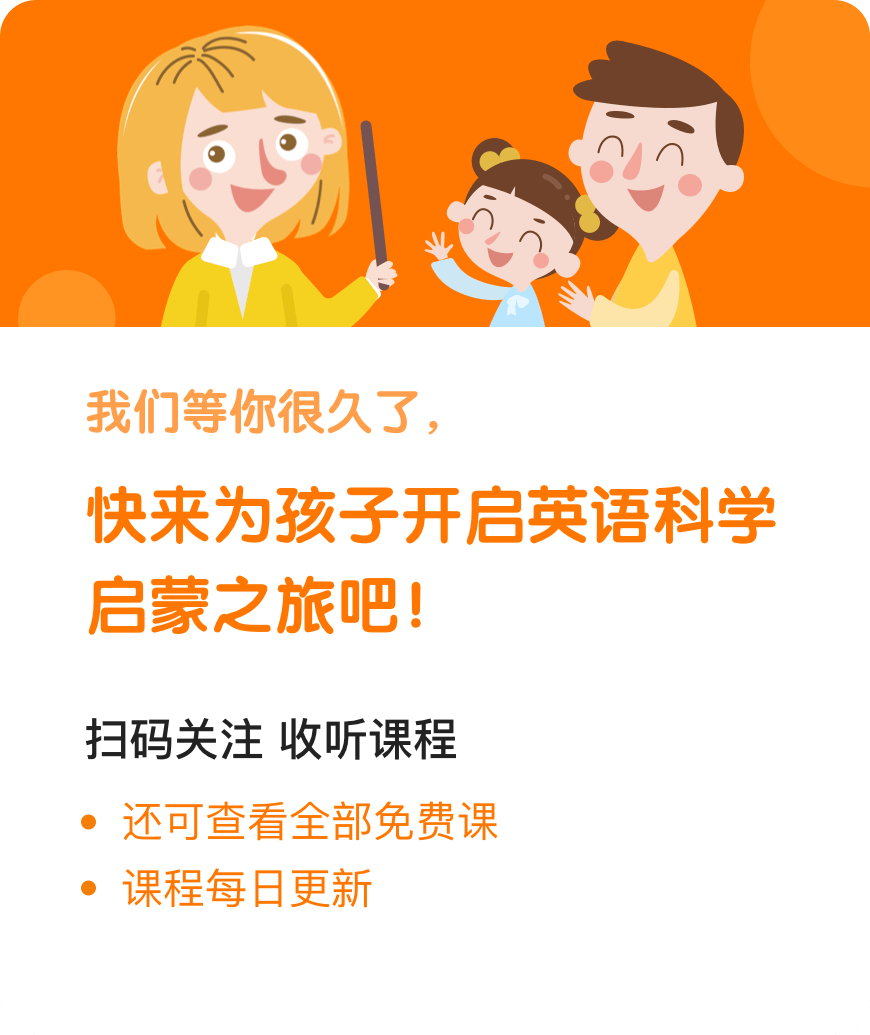 我们等你很久了，
快来为孩子开启英语科学
启蒙之旅吧！
扫码关注 收听课程
还可查看全部免费课
课程每日更新